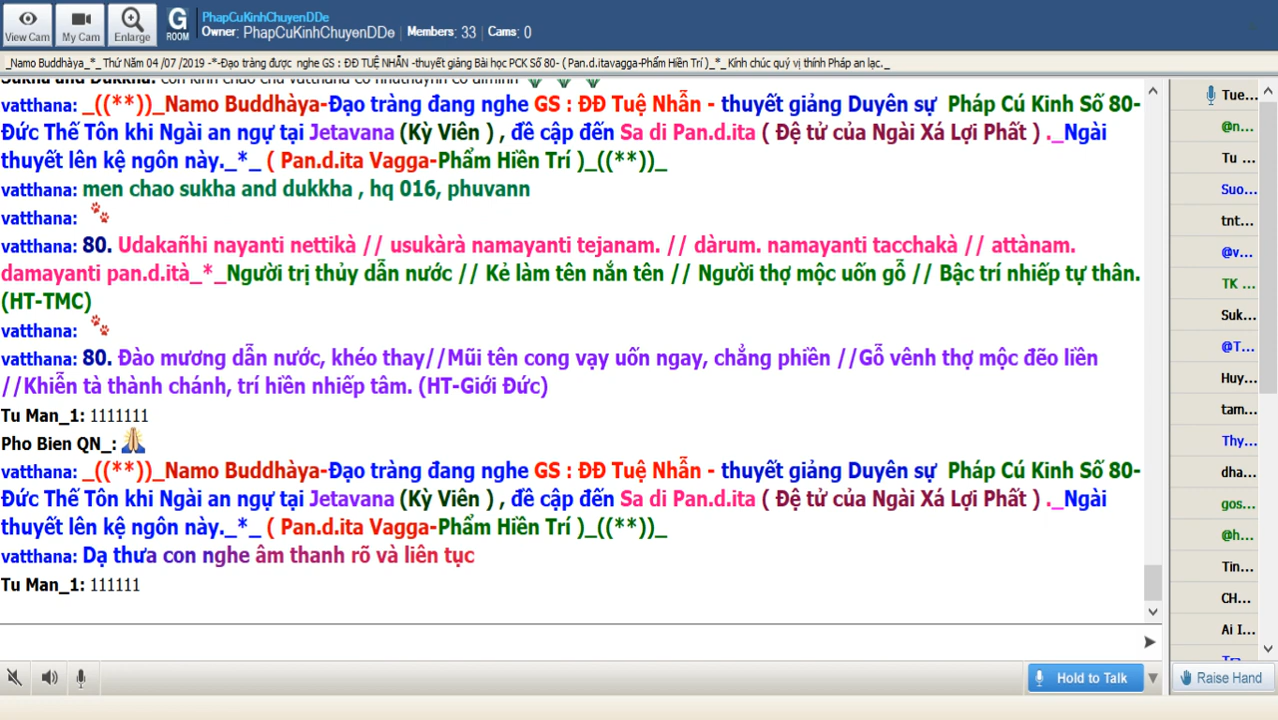 PhapCuKinhChuyenDDe
Owner: PhapCuKinhChuyenDDe Members: 33 Cams: 0
View Cam
My Cam
Enlarge
G
ROOM
_Namo Buddhàya_*_ Thứ Năm 04 /07 /2019 -*-Đạo tràng được nghe GS : ĐĐ TUỆ NHẪN -thuyết giảng Bài học PCK Số 80- ( Pan.d.itavagga-Phẩm Hiền Trí )_*_ Kính chúc quý vị thính Pháp an lạc._
vatthana: _((**))_Namo Buddhàya-Đạo tràng đang nghe GS : ĐĐ Tuệ Nhẫn - thuyết giảng Duyên sự Pháp Cú Kinh Số 80-
Đức Thế Tôn khi Ngài an ngự tại Jetavana (Kỳ Viên ) , đề cập đến Sa di Pan.d.ita ( Đệ tử của Ngài Xá Lợi Phất ) ._Ngài
thuyết lên kệ ngôn này._*_ ( Pan.d.ita Vagga-Phẩm Hiền Trí )_((**))_
vatthana: men chao sukha and dukkha , hq 016, phuvann
vatthana:
vatthana: 80. Udakañhi nayanti nettikà // usukàrà namayanti tejanam. // dàrum. namayanti tacchakà // attànam.
damayanti pan.d.ità_*_Người trị thủy dẫn nước // Kẻ làm tên nắn tên // Người thợ mộc uốn gỗ // Bậc trí nhiếp tự thân.
(HT-TMC)
vatthana:
vatthana: 80. Đào mương dẫn nước, khéo thay//Mũi tên cong vạy uốn ngay, chẳng phiền //Gỗ vênh thợ mộc đẽo liền
//Khiễn tà thành chánh, trí hiền nhiếp tâm. (HT-Giới Đức)
Tu Man_1: 1111111
Pho Bien QN_:
vatthana: _((**))_Namo Buddhàya-Đạo tràng đang nghe GS : ĐĐ Tuệ Nhẫn - thuyết giảng Duyên sự Pháp Cú Kinh Số 80-
Đức Thế Tôn khi Ngài an ngự tại Jetavana (Kỳ Viên ) , đề cập đến Sa di Pan.d.ita ( Đệ tử của Ngài Xá Lợi Phất ) ._Ngài
thuyết lên kệ ngôn này._*_ ( Pan.d.ita Vagga-Phẩm Hiền Trí )_((**))_
vatthana: Dạ thưa con nghe âm thanh rõ và liên tục
Tu Man_1: 111111
Tue...
@n...
Tu ...
Suo...
tnt...
@v...
TK ...
Suk...
@T...
Huy...
tam...
Thy...
dha...
gos...
@h...
Tin...
CH...
Ai I...
Hold to Talk
Raise Hand